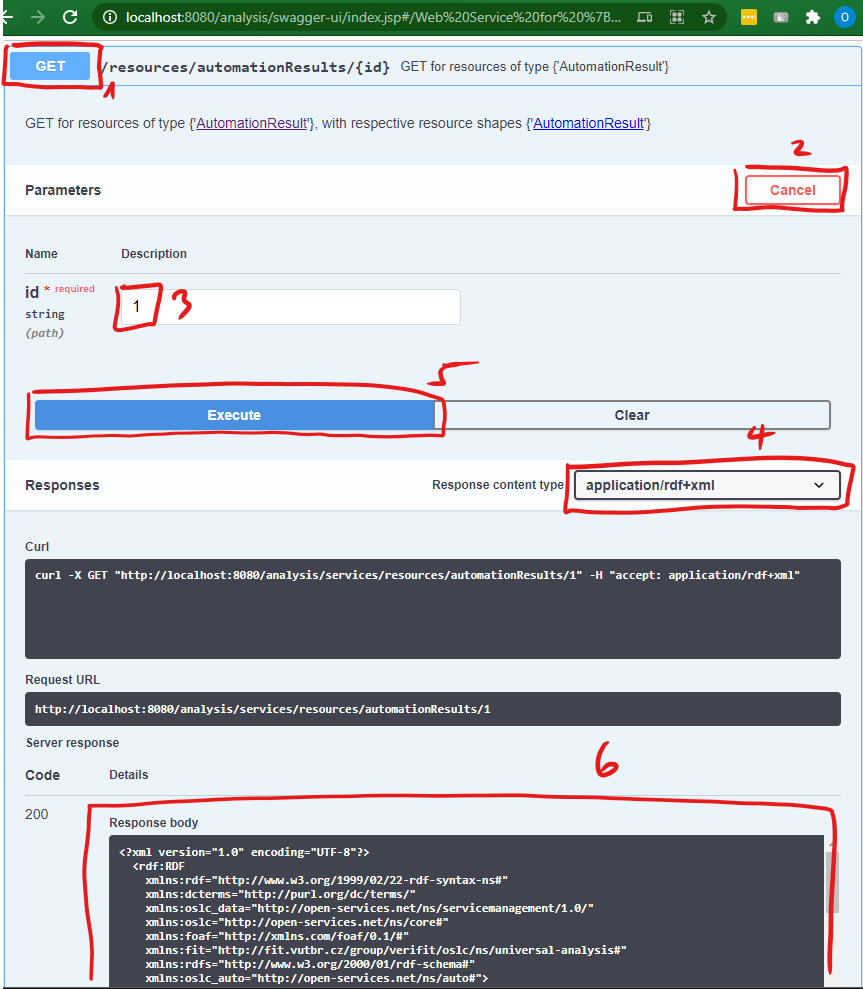 localhost:8080/analysis/swagger-ui/index.jsp#/Web%20Service%20for%20%7B...
O
GET /resources/automationResults/{id} GET for resources of type {'AutomationResult'}
1
GET for resources of type {'AutomationResult'}, with respective resource shapes {'AutomationResult'}
2
Parameters Cancel
Name Description
id * required
string
(path)
1 3
5
Execute Clear
4
Responses Response content type application/rdf+xml
Curl
curl -X GET "http://localhost:8080/analysis/services/resources/automationResults/1" -H "accept: application/rdf+xml"
Request URL
http://localhost:8080/analysis/services/resources/automationResults/1
Server response
6
Code Details
200
Response body
<?xml version="1.0" encoding="UTF-8"?>
<rdf:RDF
xmlns:rdf="http://www.w3.org/1999/02/22-rdf-syntax-ns#"
xmlns:dcterms="http://purl.org/dc/terms/"
xmlns:oslc_data="http://open-services.net/ns/servicemanagement/1.0/"
xmlns:oslc="http://open-services.net/ns/core#"
xmlns:foaf="http://xmlns.com/foaf/0.1/#"
xmlns:fit="http://fit.vutbr.cz/group/verifit/oslc/ns/universal-analysis#"
xmlns:rdfs="http://www.w3.org/2000/01/rdf-schema#"
xmlns:oslc_auto="http://open-services.net/ns/auto#">